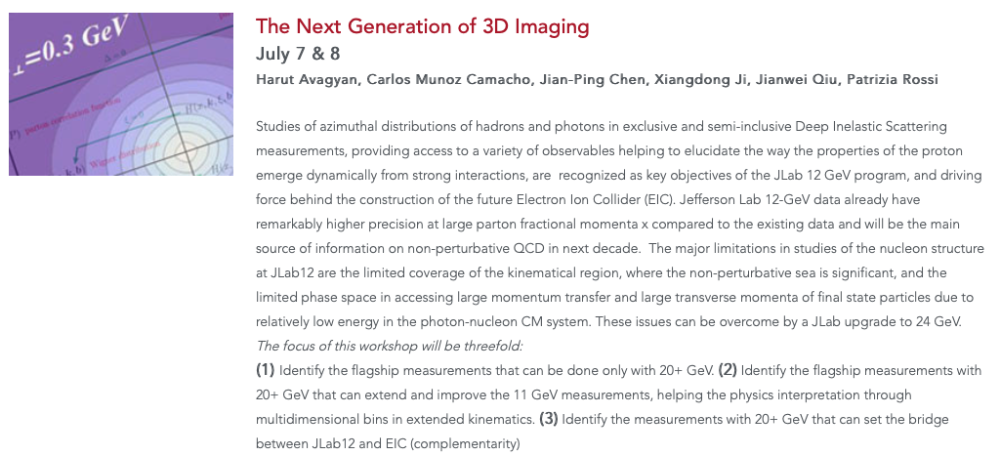 ⊥=0.3 GeV
Δ=0
P) parton correlation function
ξ=0
H(x, k, ξ, b
Wigner distribution
k, b)
H(x,
The Next Generation of 3D Imaging
July 7 & 8
Harut Avagyan, Carlos Munoz Camacho, Jian-Ping Chen, Xiangdong Ji, Jianwei Qiu, Patrizia Rossi
Studies of azimuthal distributions of hadrons and photons in exclusive and semi-inclusive Deep Inelastic Scattering
measurements, providing access to a variety of observables helping to elucidate the way the properties of the proton
emerge dynamically from strong interactions, are  recognized as key objectives of the JLab 12 GeV program, and driving
force behind the construction of the future Electron Ion Collider (EIC). Jefferson Lab 12-GeV data already have
remarkably higher precision at large parton fractional momenta x compared to the existing data and will be the main
source of information on non-perturbative QCD in next decade.  The major limitations in studies of the nucleon structure
at JLab12 are the limited coverage of the kinematical region, where the non-perturbative sea is significant, and the
limited phase space in accessing large momentum transfer and large transverse momenta of final state particles due to
relatively low energy in the photon-nucleon CM system. These issues can be overcome by a JLab upgrade to 24 GeV.
The focus of this workshop will be threefold:
(1) Identify the flagship measurements that can be done only with 20+ GeV. (2) Identify the flagship measurements with
20+ GeV that can extend and improve the 11 GeV measurements, helping the physics interpretation through
multidimensional bins in extended kinematics. (3) Identify the measurements with 20+ GeV that can set the bridge
between JLab12 and EIC (complementarity)